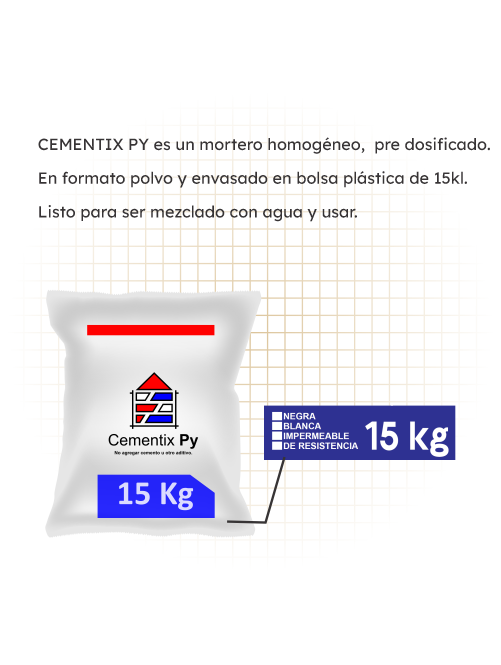 CEMENTIX PY es un mortero homogéneo, pre dosificado.
En formato polvo y envasado en bolsa plástica de 15kl.
Listo para ser mezclado con agua y usar.
Cementix Py
No agregar cemento u otro aditivo.
15 Kg
NEGRA
BLANCA
IMPERMEABLE
DE RESISTENCIA
15 kg